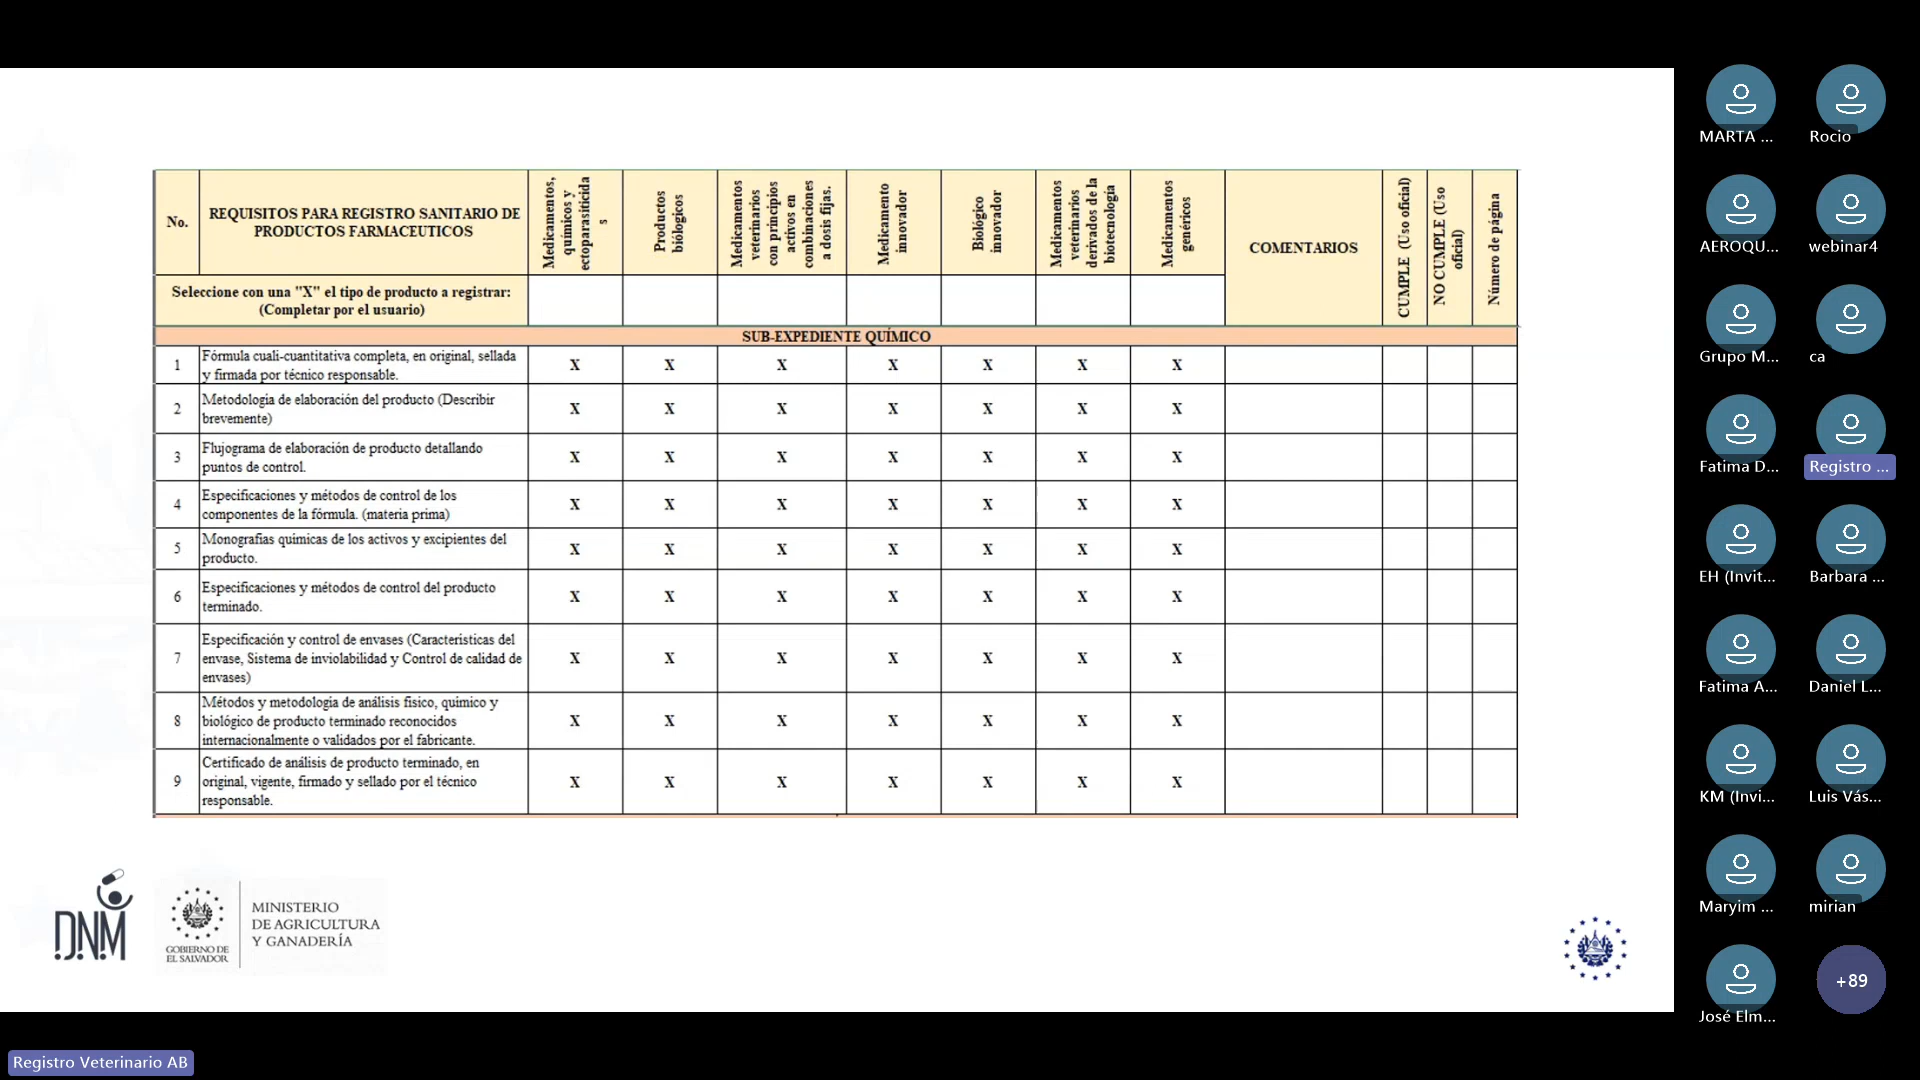 No.
REQUISITOS PARA REGISTRO SANITARIO DE
PRODUCTOS FARMACEUTICOS
Medicamentos,
químicos y
ectoparasiticida
s
Productos
biólogicos
Medicamentos
veterinarios
con principios
activos en
combinaciones
a dosis fijas.
Medicamento
innovador
Biológico
innovador
Medicamentos
veterinarios
derivados de la
biotecnología
Medicamentos
genéricos
COMENTARIOS
CUMPLE (Uso oficial)
NO CUMPLE (Uso
oficial)
Número de página
Seleccione con una "X" el tipo de producto a registrar:
(Completar por el usuario)
SUB-EXPEDIENTE QUÍMICO
1
Fórmula cuali-cuantitativa completa, en original, sellada
y firmada por técnico responsable.
X X X X X X X
2
Metodología de elaboración del producto (Describir
brevemente)
X X X X X X X
3
Flujograma de elaboración de producto detallando
puntos de control.
X X X X X X X
4
Especificaciones y métodos de control de los
componentes de la fórmula. (materia prima)
X X X X X X X
5
Monografías químicas de los activos y excipientes del
producto.
X X X X X X X
6
Especificaciones y métodos de control del producto
terminado.
X X X X X X X
7
Especificación y control de envases (Características del
envase, Sistema de inviolabilidad y Control de calidad de
envases)
X X X X X X X
8
Métodos y metodología de análisis físico, químico y
biológico de producto terminado reconocidos
internacionalmente o validados por el fabricante.
X X X X X X X
9
Certificado de análisis de producto terminado, en
original, vigente, firmado y sellado por el técnico
responsable.
X X X X X X X
DNM
GOBIERNO DE
EL SALVADOR
MINISTERIO
DE AGRICULTURA
Y GANADERÍA
MARTA ...
Rocio
AEROQU...
webinar4
Grupo M...
ca
Fatima D...
Registro ...
EH (Invit...
Barbara ...
Fatima A...
Daniel L...
KM (Invi...
Luis Vás...
Maryim ...
mirian
José Elm...
+89
Registro Veterinario AB